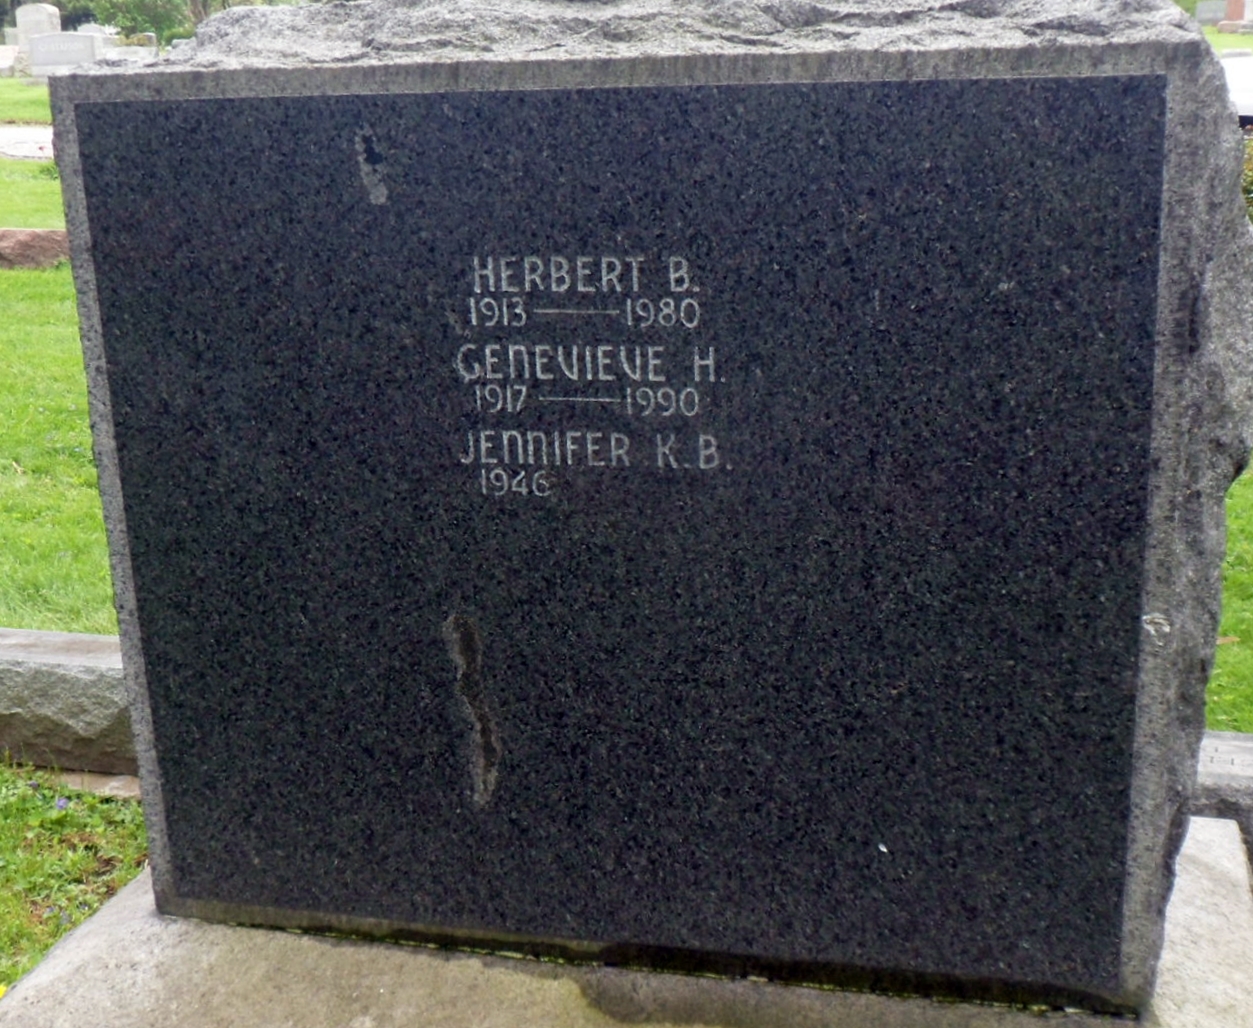 HERBERT B.
1913—1980
GENEVIEVE H.
1917—1990
JENNIFER K.B.
1946